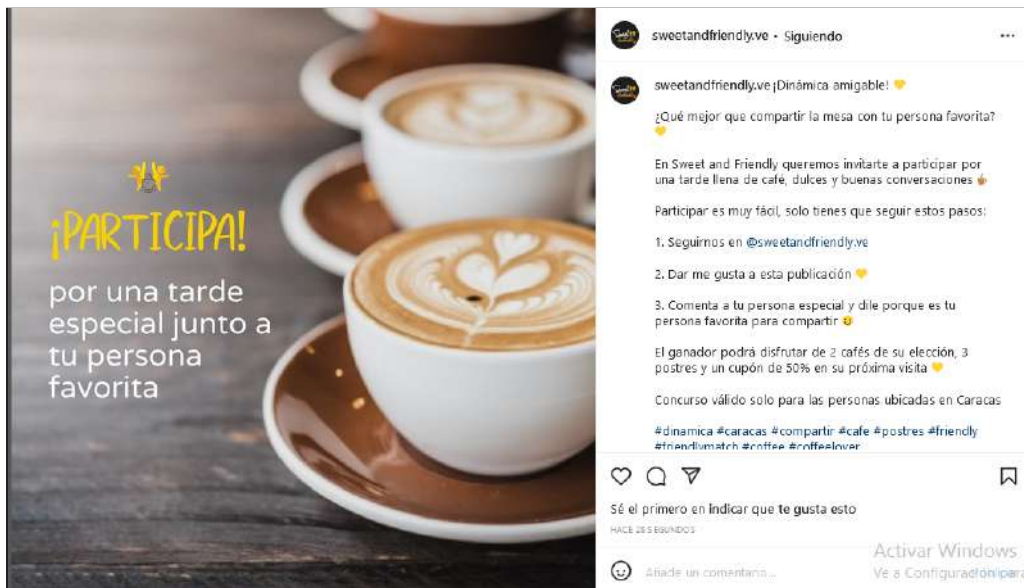 ¡PARTICIPA!
por una tarde
especial junto a
tu persona
favorita
sweetandfriendly.ve • Siguiendo
sweetandfriendly.ve ¡Dinámica amigable! 💛
¿Qué mejor que compartir la mesa con tu persona favorita?
💛
En Sweet and Friendly queremos invitarte a participar por
una tarde llena de café, dulces y buenas conversaciones
Participar es muy fácil, solo tienes que seguir estos pasos:
1. Seguirnos en @sweetandfriendly.ve
2. Dar me gusta a esta publicación 💛
3. Comenta a tu persona especial y dile porque es tu
persona favorita para compartir
El ganador podrá disfrutar de 2 cafés de su elección, 3
postres y un cupón de 50% en su próxima visita 💛
Concurso válido solo para las personas ubicadas en Caracas
#dinamica #caracas #compartir #cafe #postres #friendly
#friendlymatch #coffee #coffeelover
Sé el primero en indicar que te gusta esto
HACE 28 SEGUNDOS
Activar Windows
Añade un comentario...
Ve a Configuración para